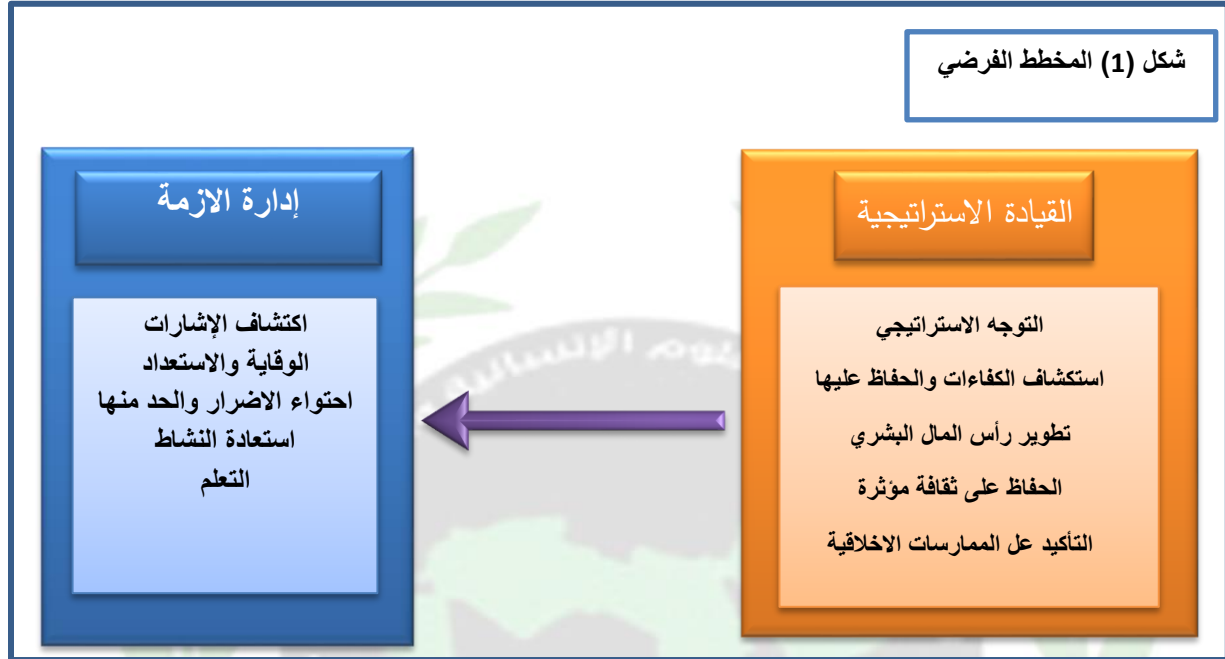 شكل (1) المخطط الفرضي
القيادة الاستراتيجية
التوجه الاستراتيجي
استكشاف الكفاءات والحفاظ عليها
تطوير رأس المال البشري
الحفاظ على ثقافة مؤثرة
التأكيد عل الممارسات الاخلاقية
إدارة الازمة
اكتشاف الإشارات
الوقاية والاستعداد
احتواء الاضرار والحد منها
استعادة النشاط
التعلم